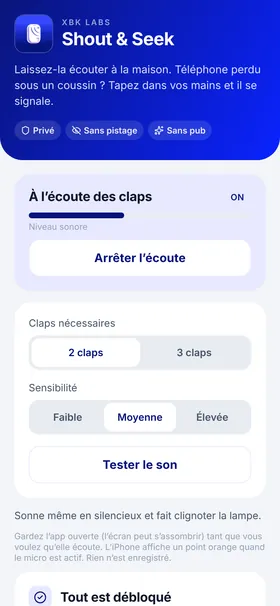 XBK LABS
Shout & Seek
Laissez-la écouter à la maison. Téléphone perdu
sous un coussin ? Tapez dans vos mains et il se
signale.
Privé
Sans pistage
Sans pub
À l’écoute des claps
ON
Niveau sonore
Arrêter l’écoute
Claps nécessaires
2 claps
3 claps
Sensibilité
Faible
Moyenne
Élevée
Tester le son
Sonne même en silencieux et fait clignoter la lampe.
Gardez l’app ouverte (l’écran peut s’assombrir) tant que vous
voulez qu’elle écoute. L’iPhone affiche un point orange quand
le micro est actif. Rien n’est enregistré.
Tout est débloqué